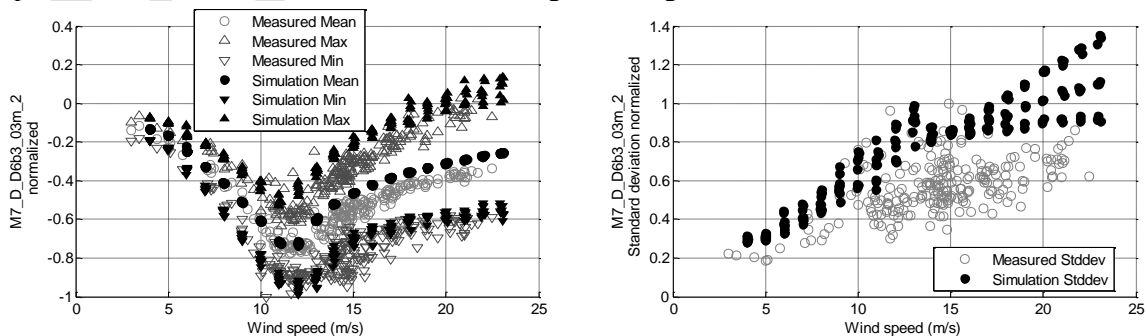 0.4
0.2
0
-0.2
-0.4
-0.6
-0.8
-1
M7_D_D6b3_03m_2
normalized
Measured Mean
Measured Max
Measured Min
Simulation Mean
Simulation Min
Simulation Max
0 5 10 15 20 25
Wind speed (m/s)
1.4
1.2
1
0.8
0.6
0.4
0.2
0
M7_D_D6b3_03m_2
Standard deviation normalized
Measured Stddev
Simulation Stddev
0 5 10 15 20 25
Wind speed (m/s)